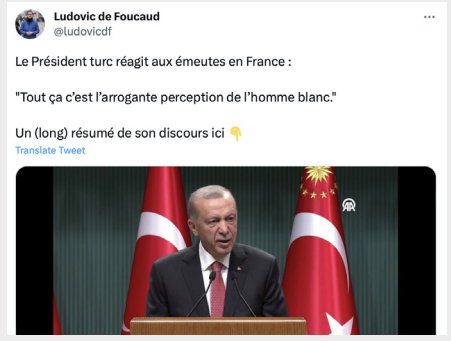 Ludovic de Foucaud
@ludovicdf
Le Président turc réagit aux émeutes en France :
"Tout ça c’est l’arrogante perception de l’homme blanc."
Un (long) résumé de son discours ici 👇
Translate Tweet
AA